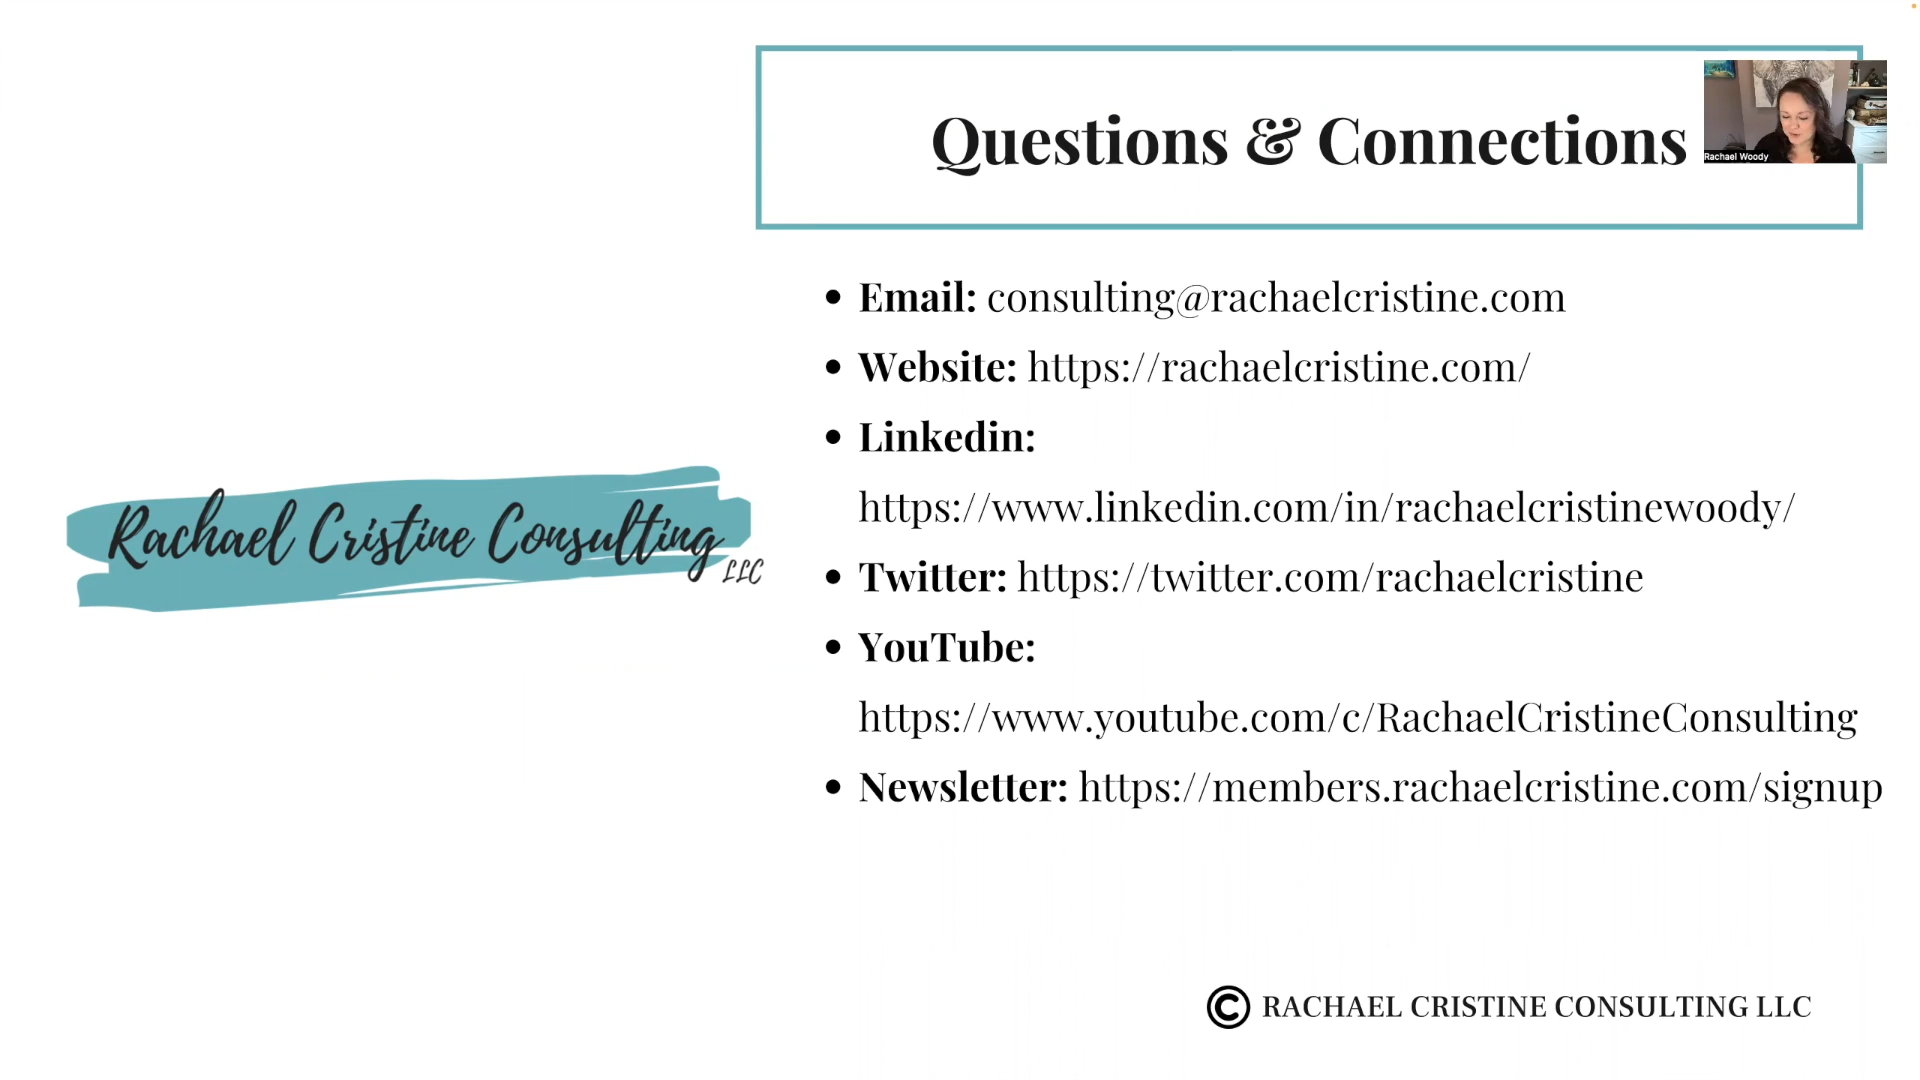 Questions & Connections
Rachael Woody
• Email: consulting@rachaelcristine.com
• Website: https://rachaelcristine.com/
• Linkedin:
https://www.linkedin.com/in/rachaelcristinewoody/
• Twitter: https://twitter.com/rachaelcristine
• YouTube:
https://www.youtube.com/c/RachaelCristineConsulting
• Newsletter: https://members.rachaelcristine.com/signup
Rachael Cristine Consulting
LLC
© RACHAEL CRISTINE CONSULTING LLC